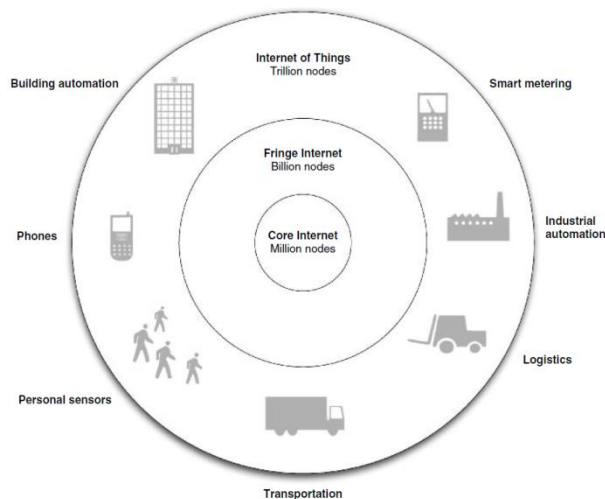 Internet of Things
Trillion nodes
Building automation
Smart metering
Fringe Internet
Billion nodes
Phones
Core Internet
Million nodes
Industrial
automation
Logistics
Personal sensors
Transportation